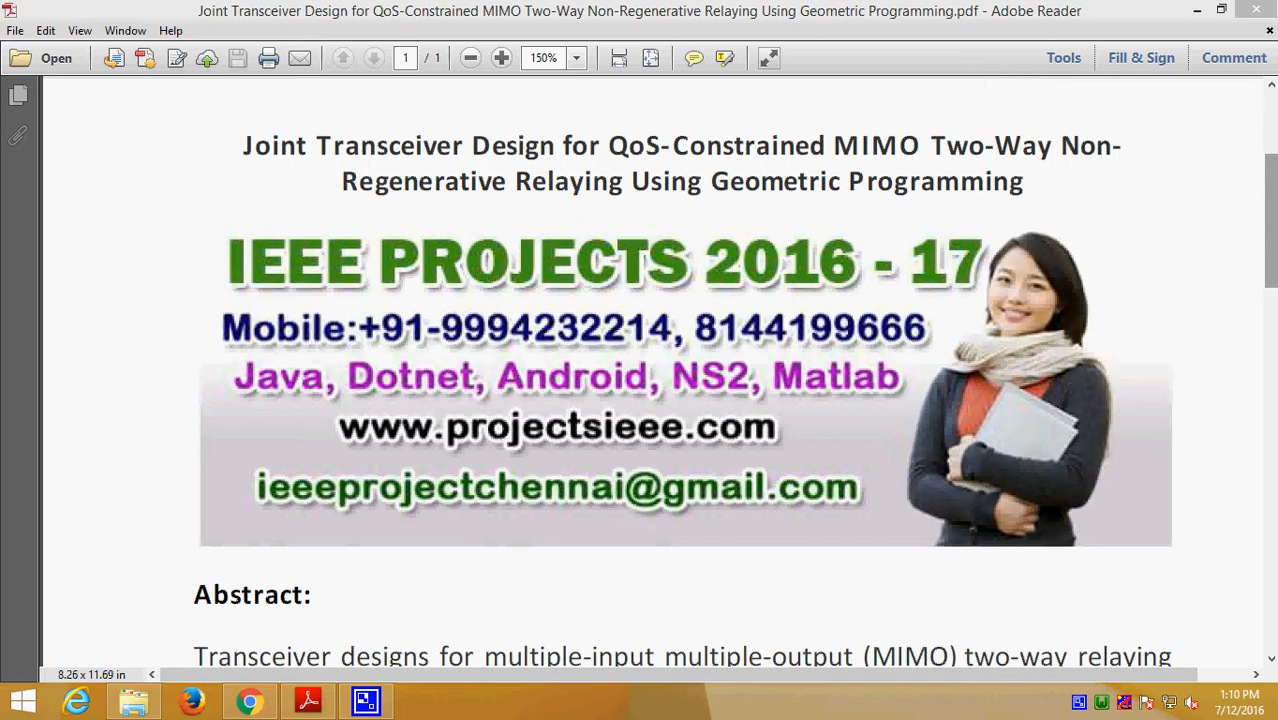 Joint Transceiver Design for QoS-Constrained MIMO Two-Way Non-Regenerative Relaying Using Geometric Programming.pdf - Adobe Reader
File Edit View Window Help
Open 1 / 1 150% Tools Fill & Sign Comment
Joint Transceiver Design for QoS-Constrained MIMO Two-Way Non-
Regenerative Relaying Using Geometric Programming
IEEE PROJECTS 2016 - 17
Mobile:+91-9994232214, 8144199666
Java, Dotnet, Android, NS2, Matlab
www.projectsieee.com
ieeeprojectchennai@gmail.com
Abstract:
Transceiver designs for multiple-input multiple-output (MIMO) two-way relaying
8.26 x 11.69 in
1:10 PM
7/12/2016